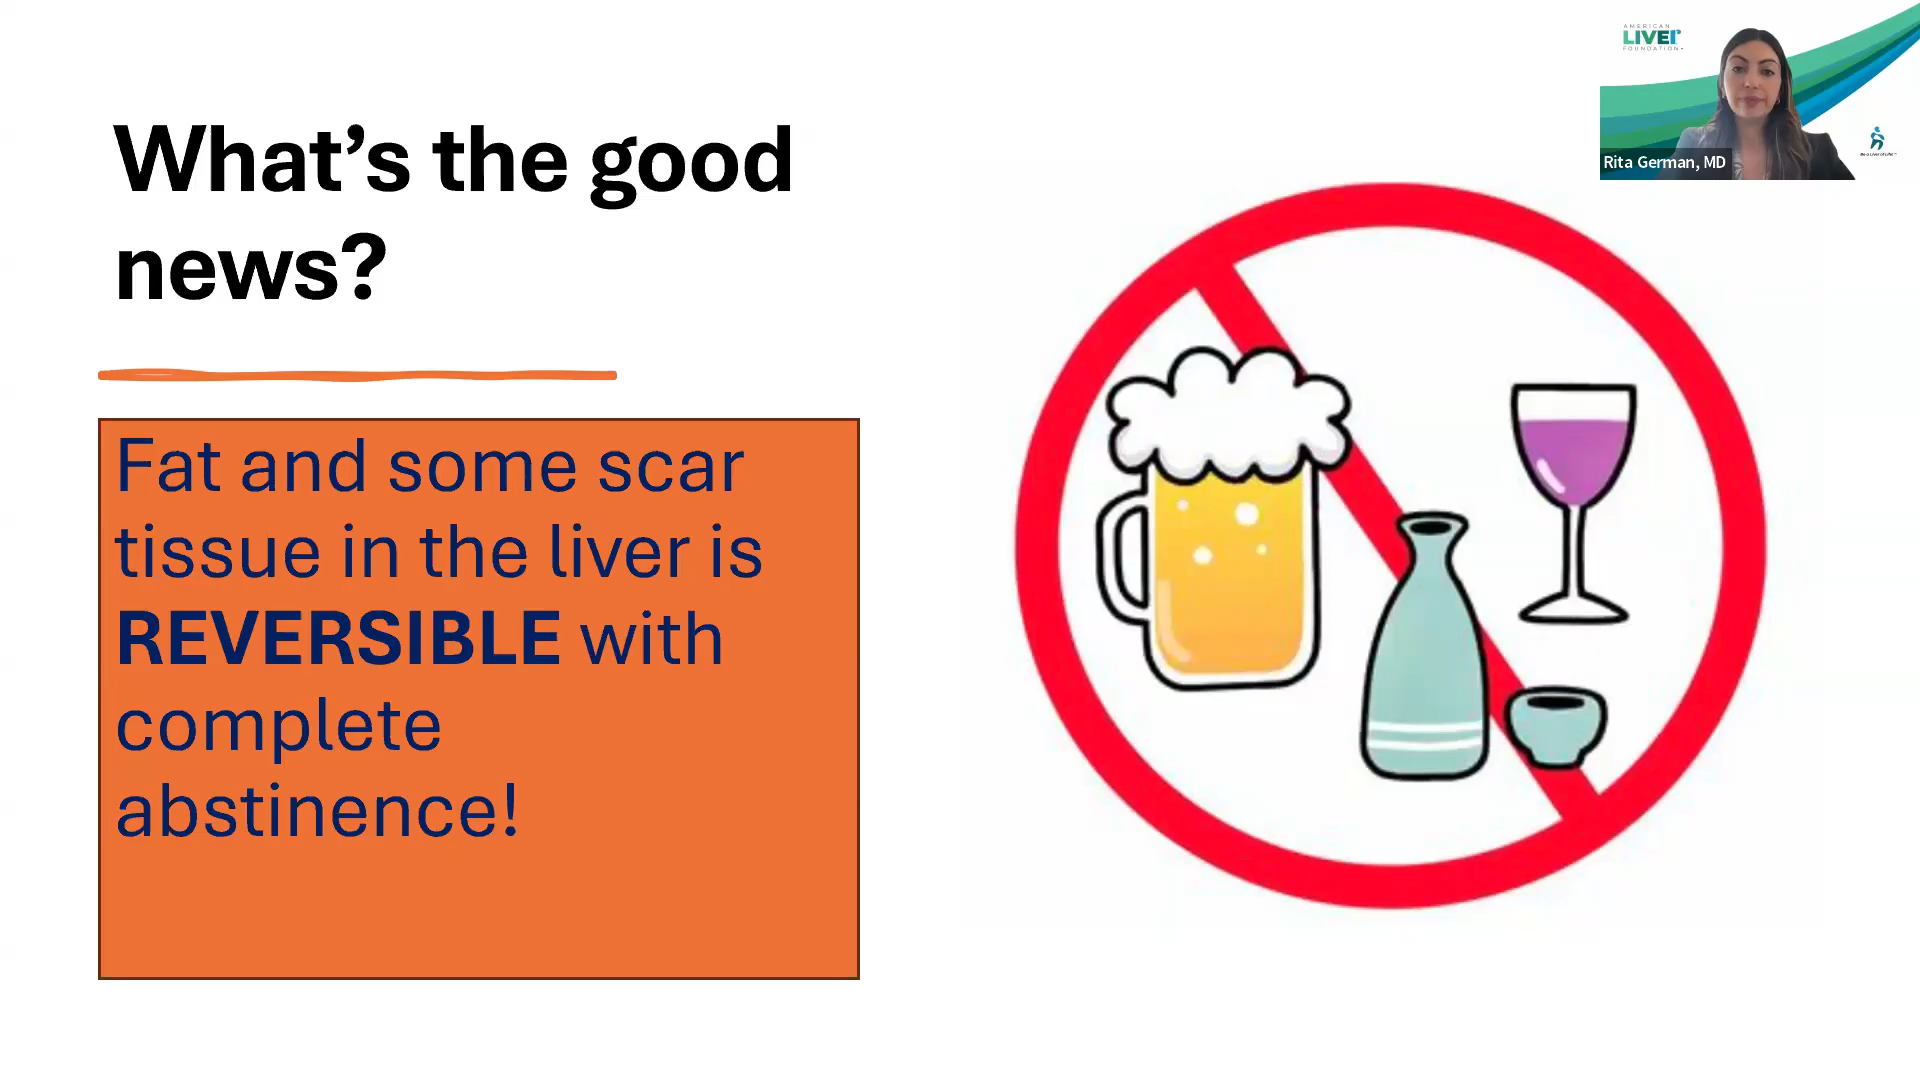 What’s the good
news?
Fat and some scar
tissue in the liver is
REVERSIBLE with
complete
abstinence!
AMERICAN
LIVER
FOUNDATION
Rita German, MD